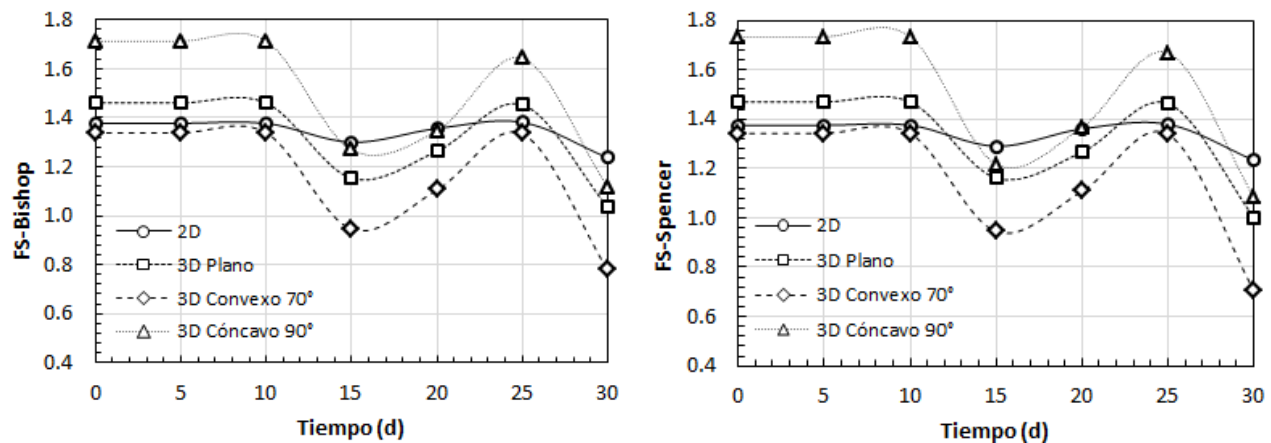 1.8
1.6
1.4
1.2
1.0
0.8
0.6
0.4
FS-Bishop
2D
3D Plano
3D Convexo 70°
3D Cóncavo 90°
0 5 10 15 20 25 30
Tiempo (d)
1.8
1.6
1.4
1.2
1.0
0.8
0.6
0.4
FS-Spencer
2D
3D Plano
3D Convexo 70°
3D Cóncavo 90°
0 5 10 15 20 25 30
Tiempo (d)